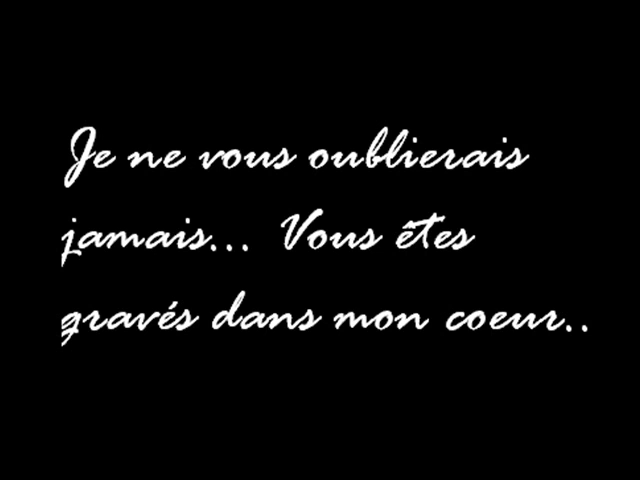 Je ne vous oublierais
jamais... Vous êtes
gravés dans mon coeur..